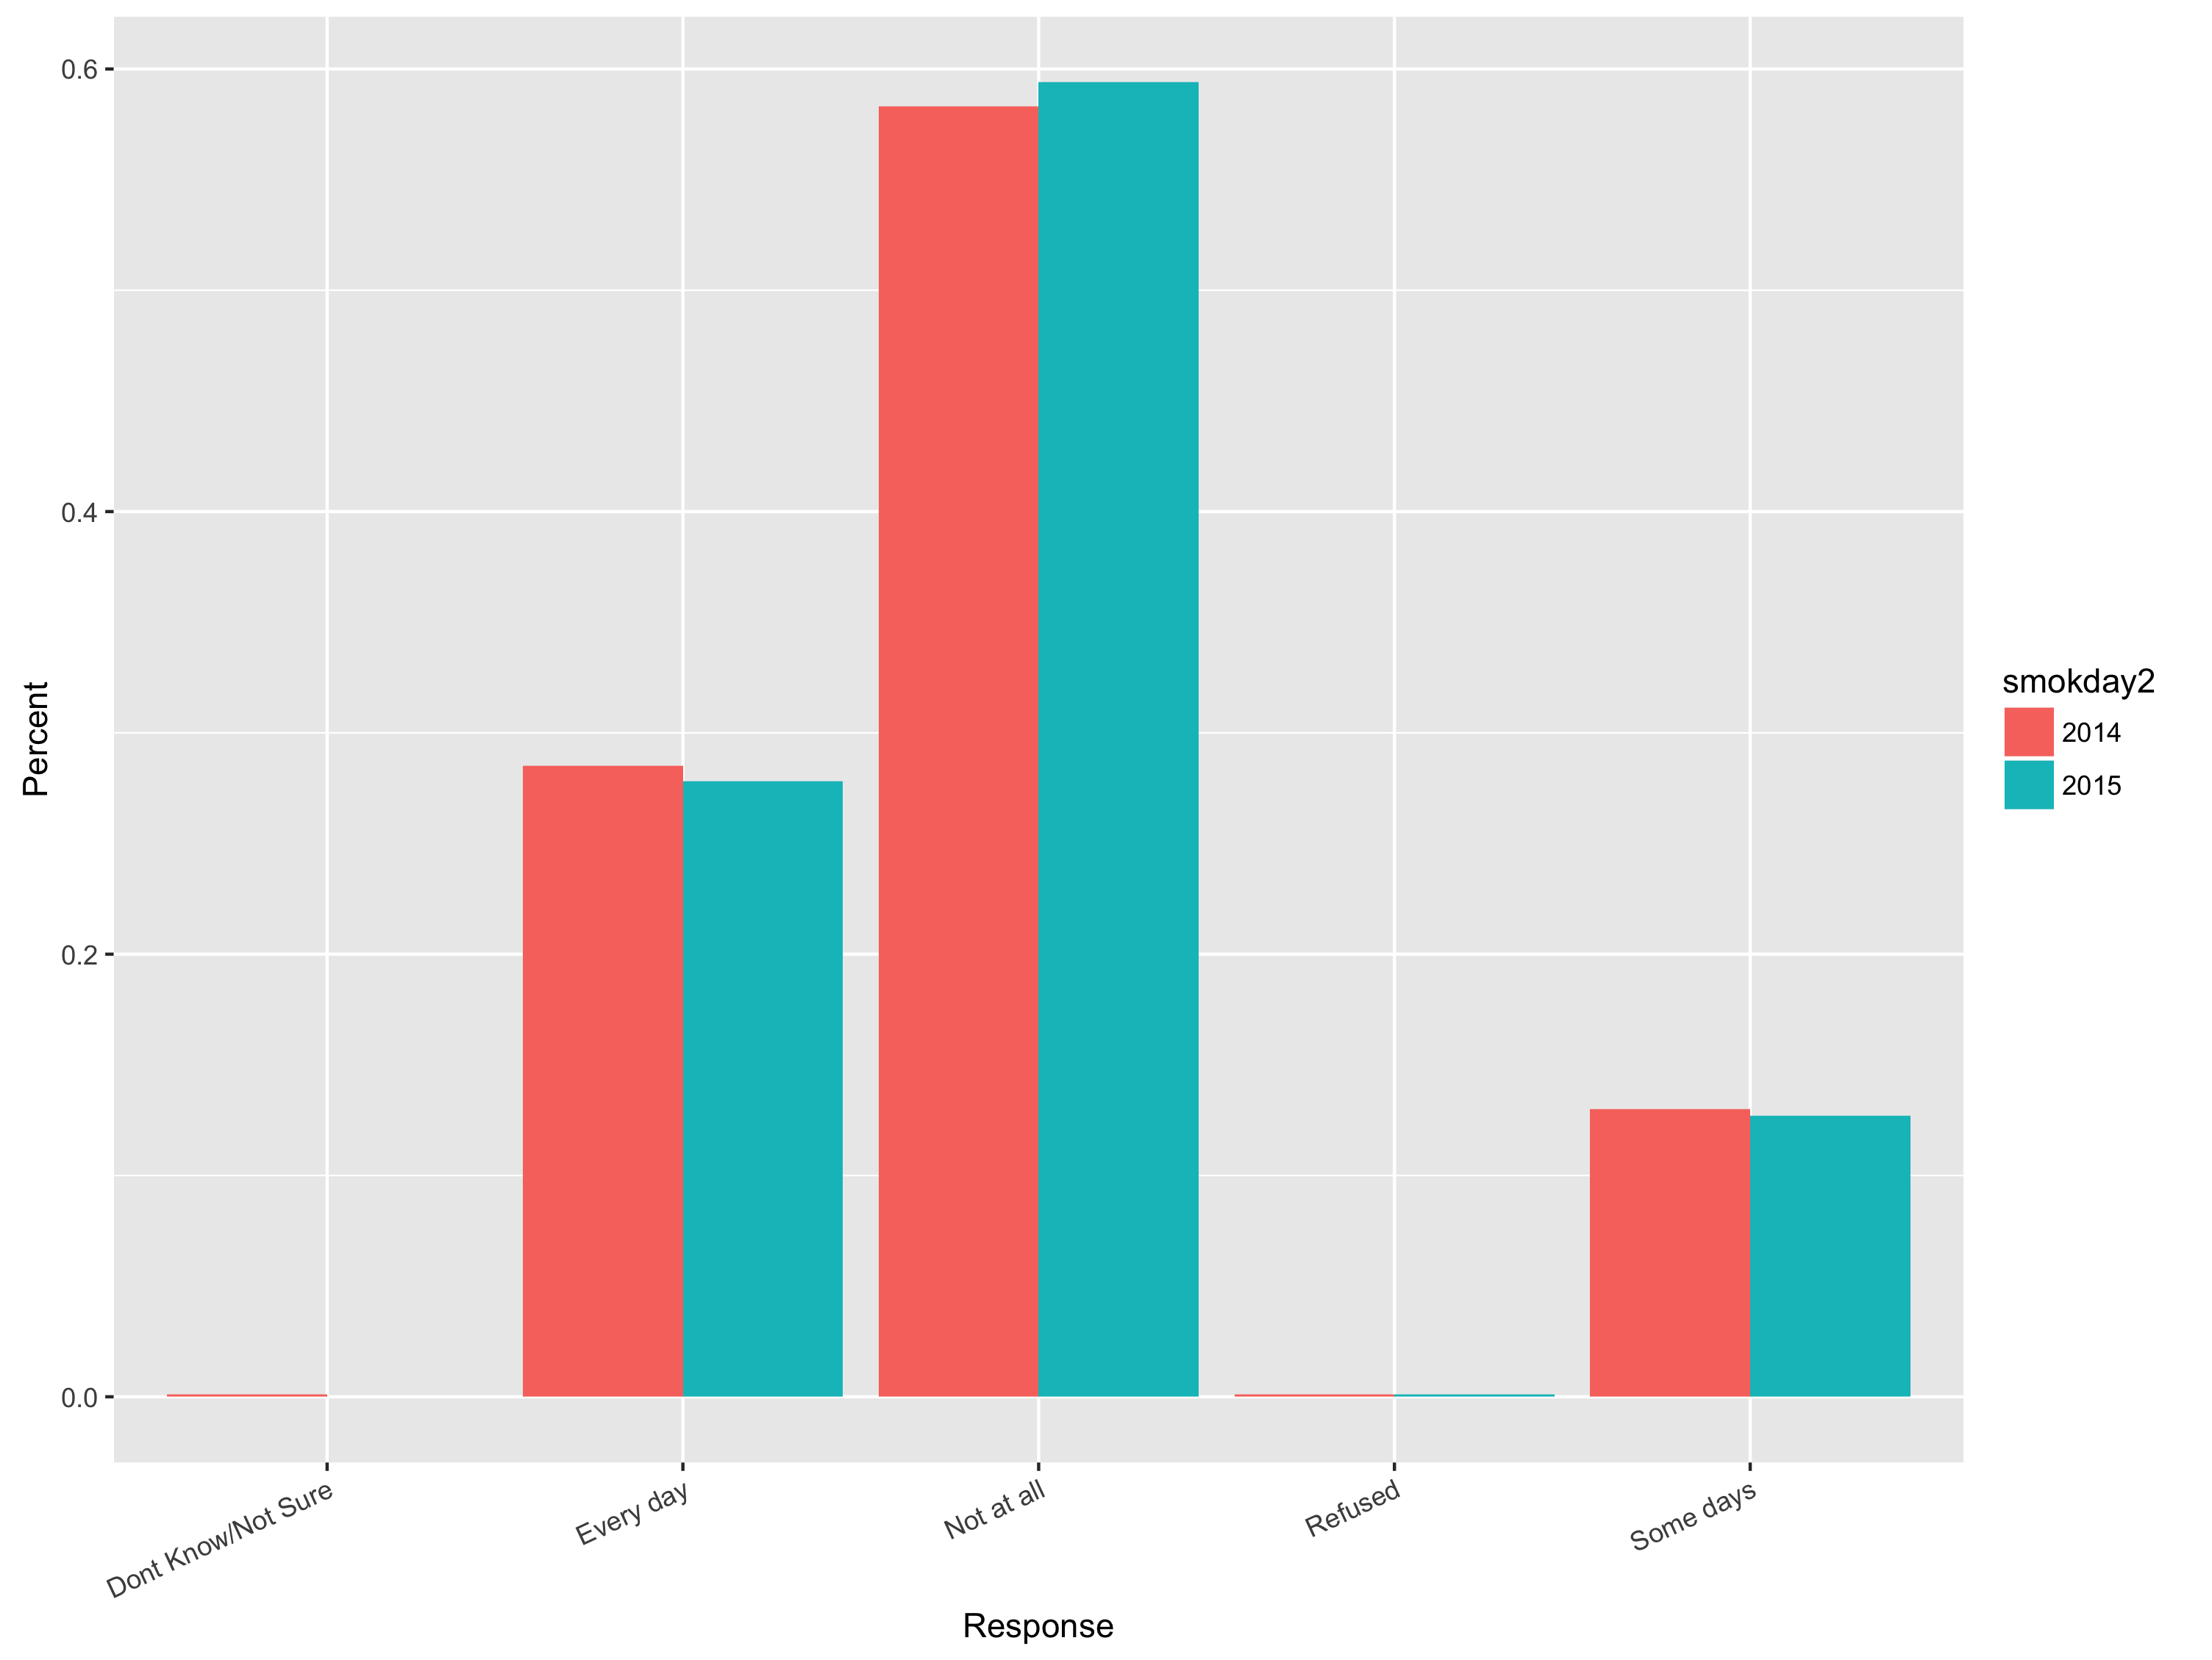 0.6
0.4
0.2
0.0
Percent
Dont Know/Not Sure
Every day
Not at all
Refused
Some days
Response
smokday2
2014
2015